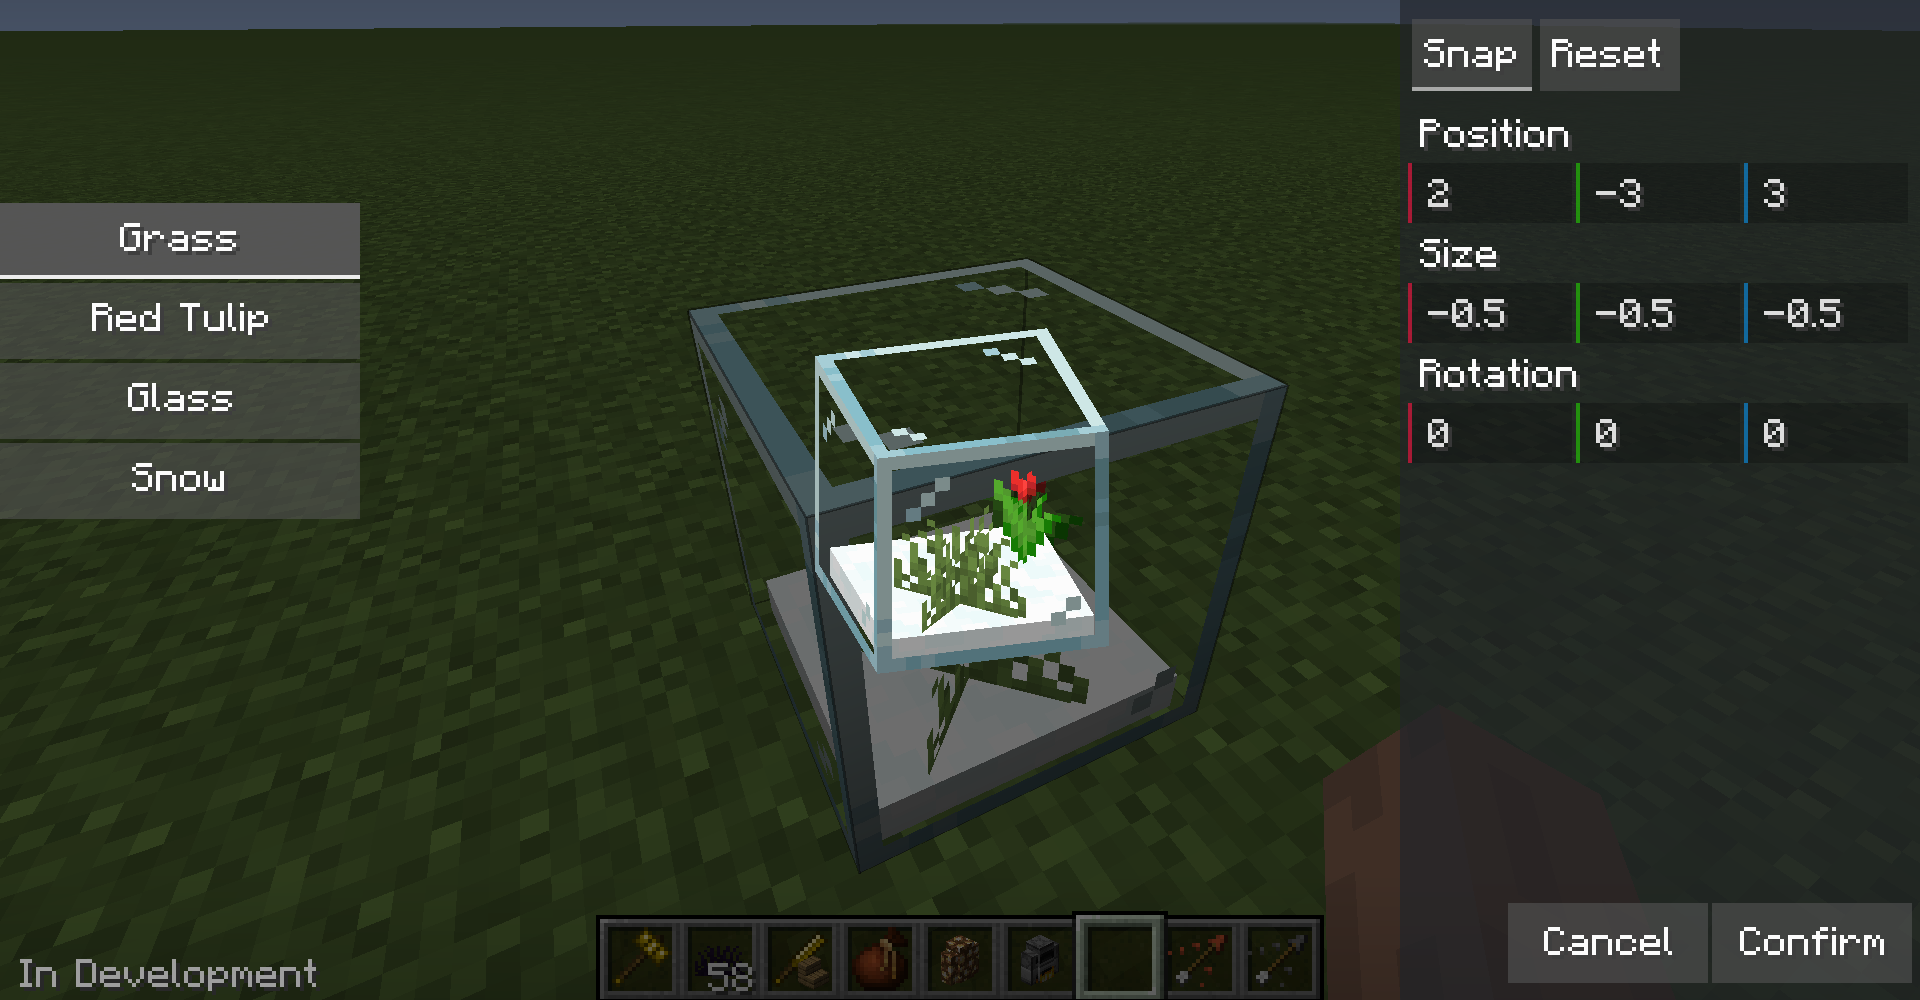 Snap Reset
Position
2 -3 3
Size
-0.5 -0.5 -0.5
Rotation
0 0 0
Grass
Red Tulip
Glass
Snow
58
In Development
Cancel Confirm